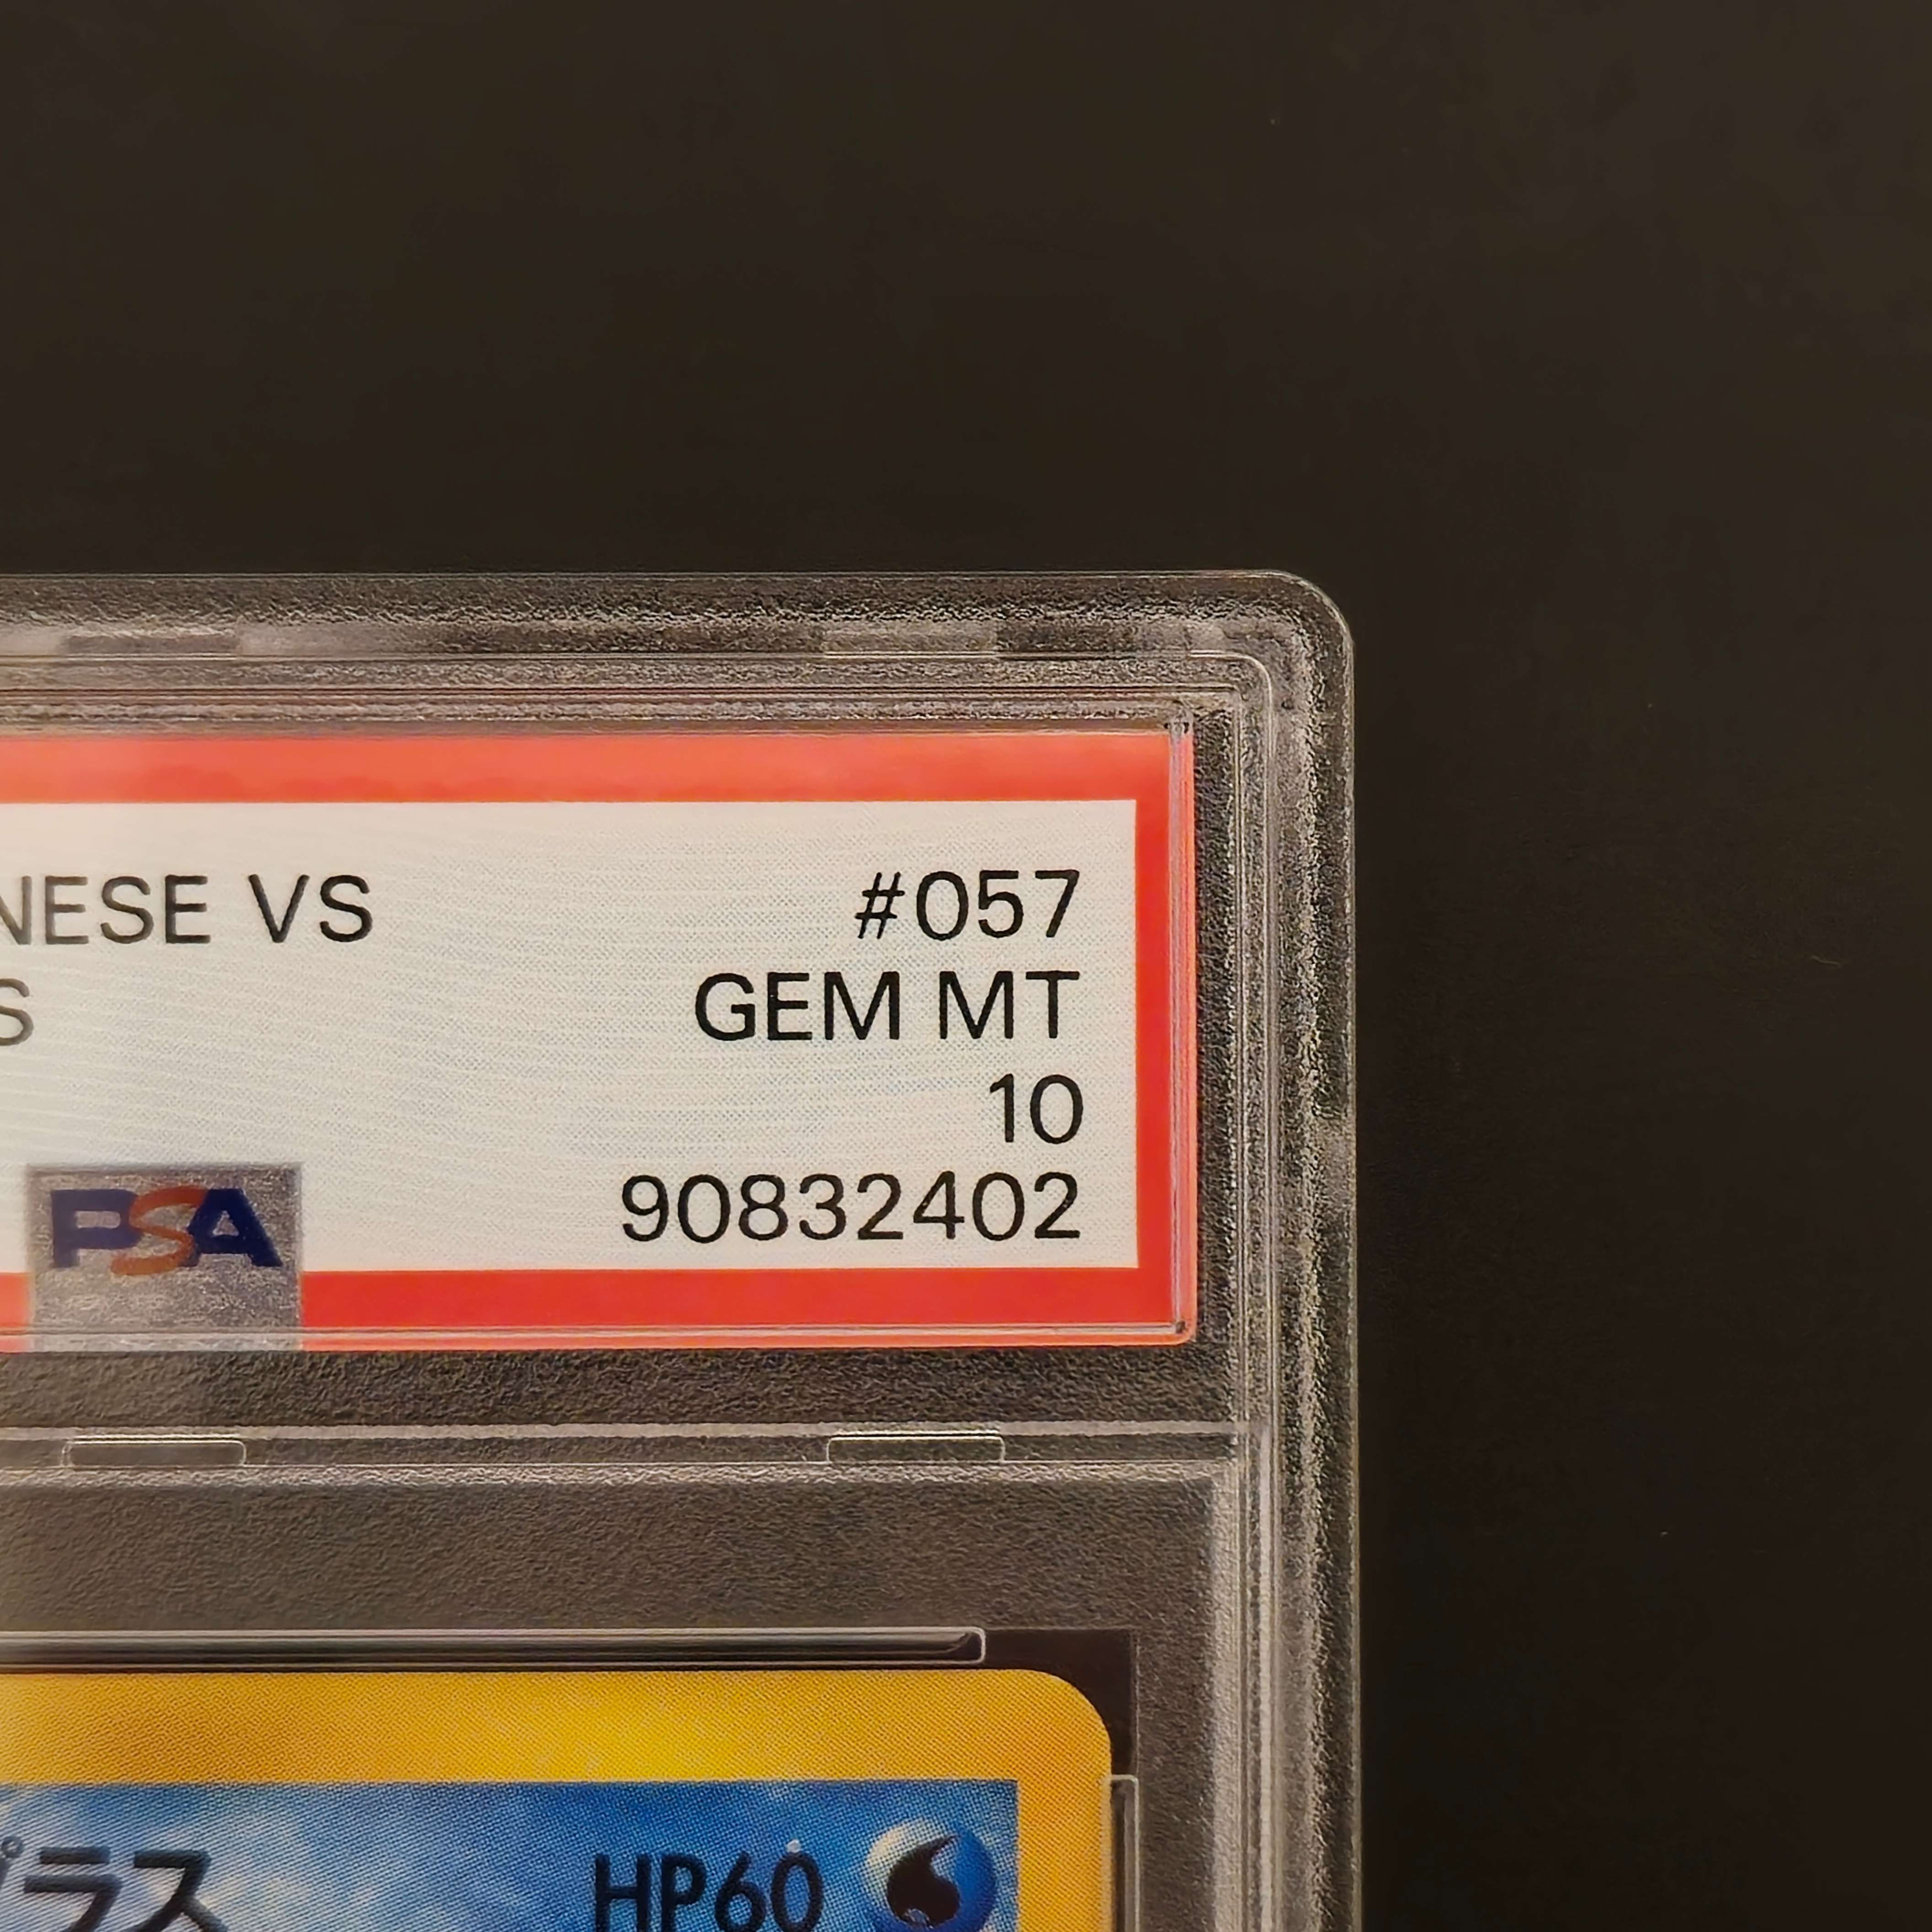 NESE VS #057
S GEM MT
10
PSA 90832402
プラス HP60